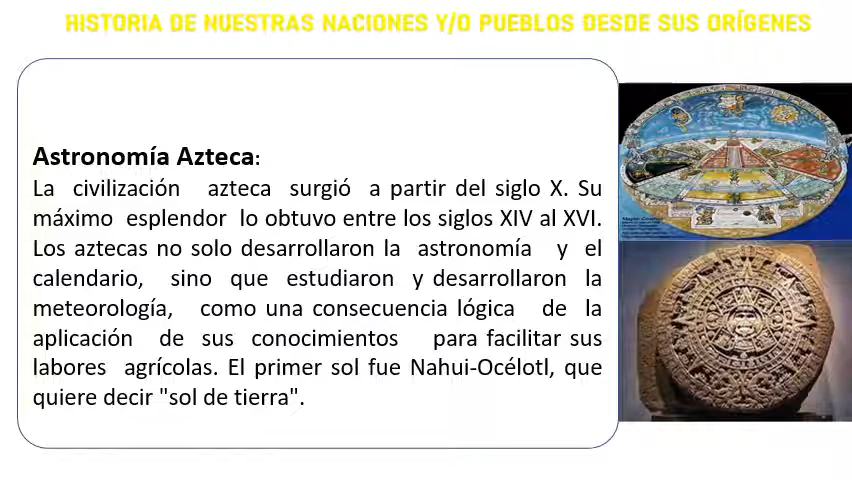 HISTORIA DE NUESTRAS NACIONES Y/O PUEBLOS DESDE SUS ORÍGENES
Astronomía Azteca:
La civilización azteca surgió a partir del siglo X. Su
máximo esplendor lo obtuvo entre los siglos XIV al XVI.
Los aztecas no solo desarrollaron la astronomía y el
calendario, sino que estudiaron y desarrollaron la
meteorología, como una consecuencia lógica de la
aplicación de sus conocimientos para facilitar sus
labores agrícolas. El primer sol fue Nahui-Océlotl, que
quiere decir "sol de tierra".